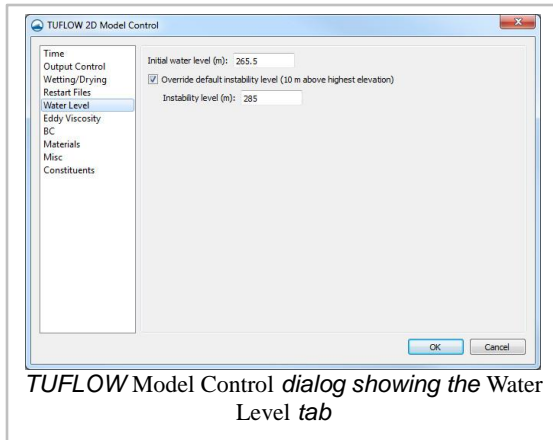 TUFLOW 2D Model Control
Time
Output Control
Wetting/Drying
Restart Files
Water Level
Eddy Viscosity
BC
Materials
Misc
Constituents
Initial water level (m): 265.5
Override default instability level (10 m above highest elevation)
Instability level (m): 285
OK Cancel
TUFLOW Model Control dialog showing the Water
Level tab